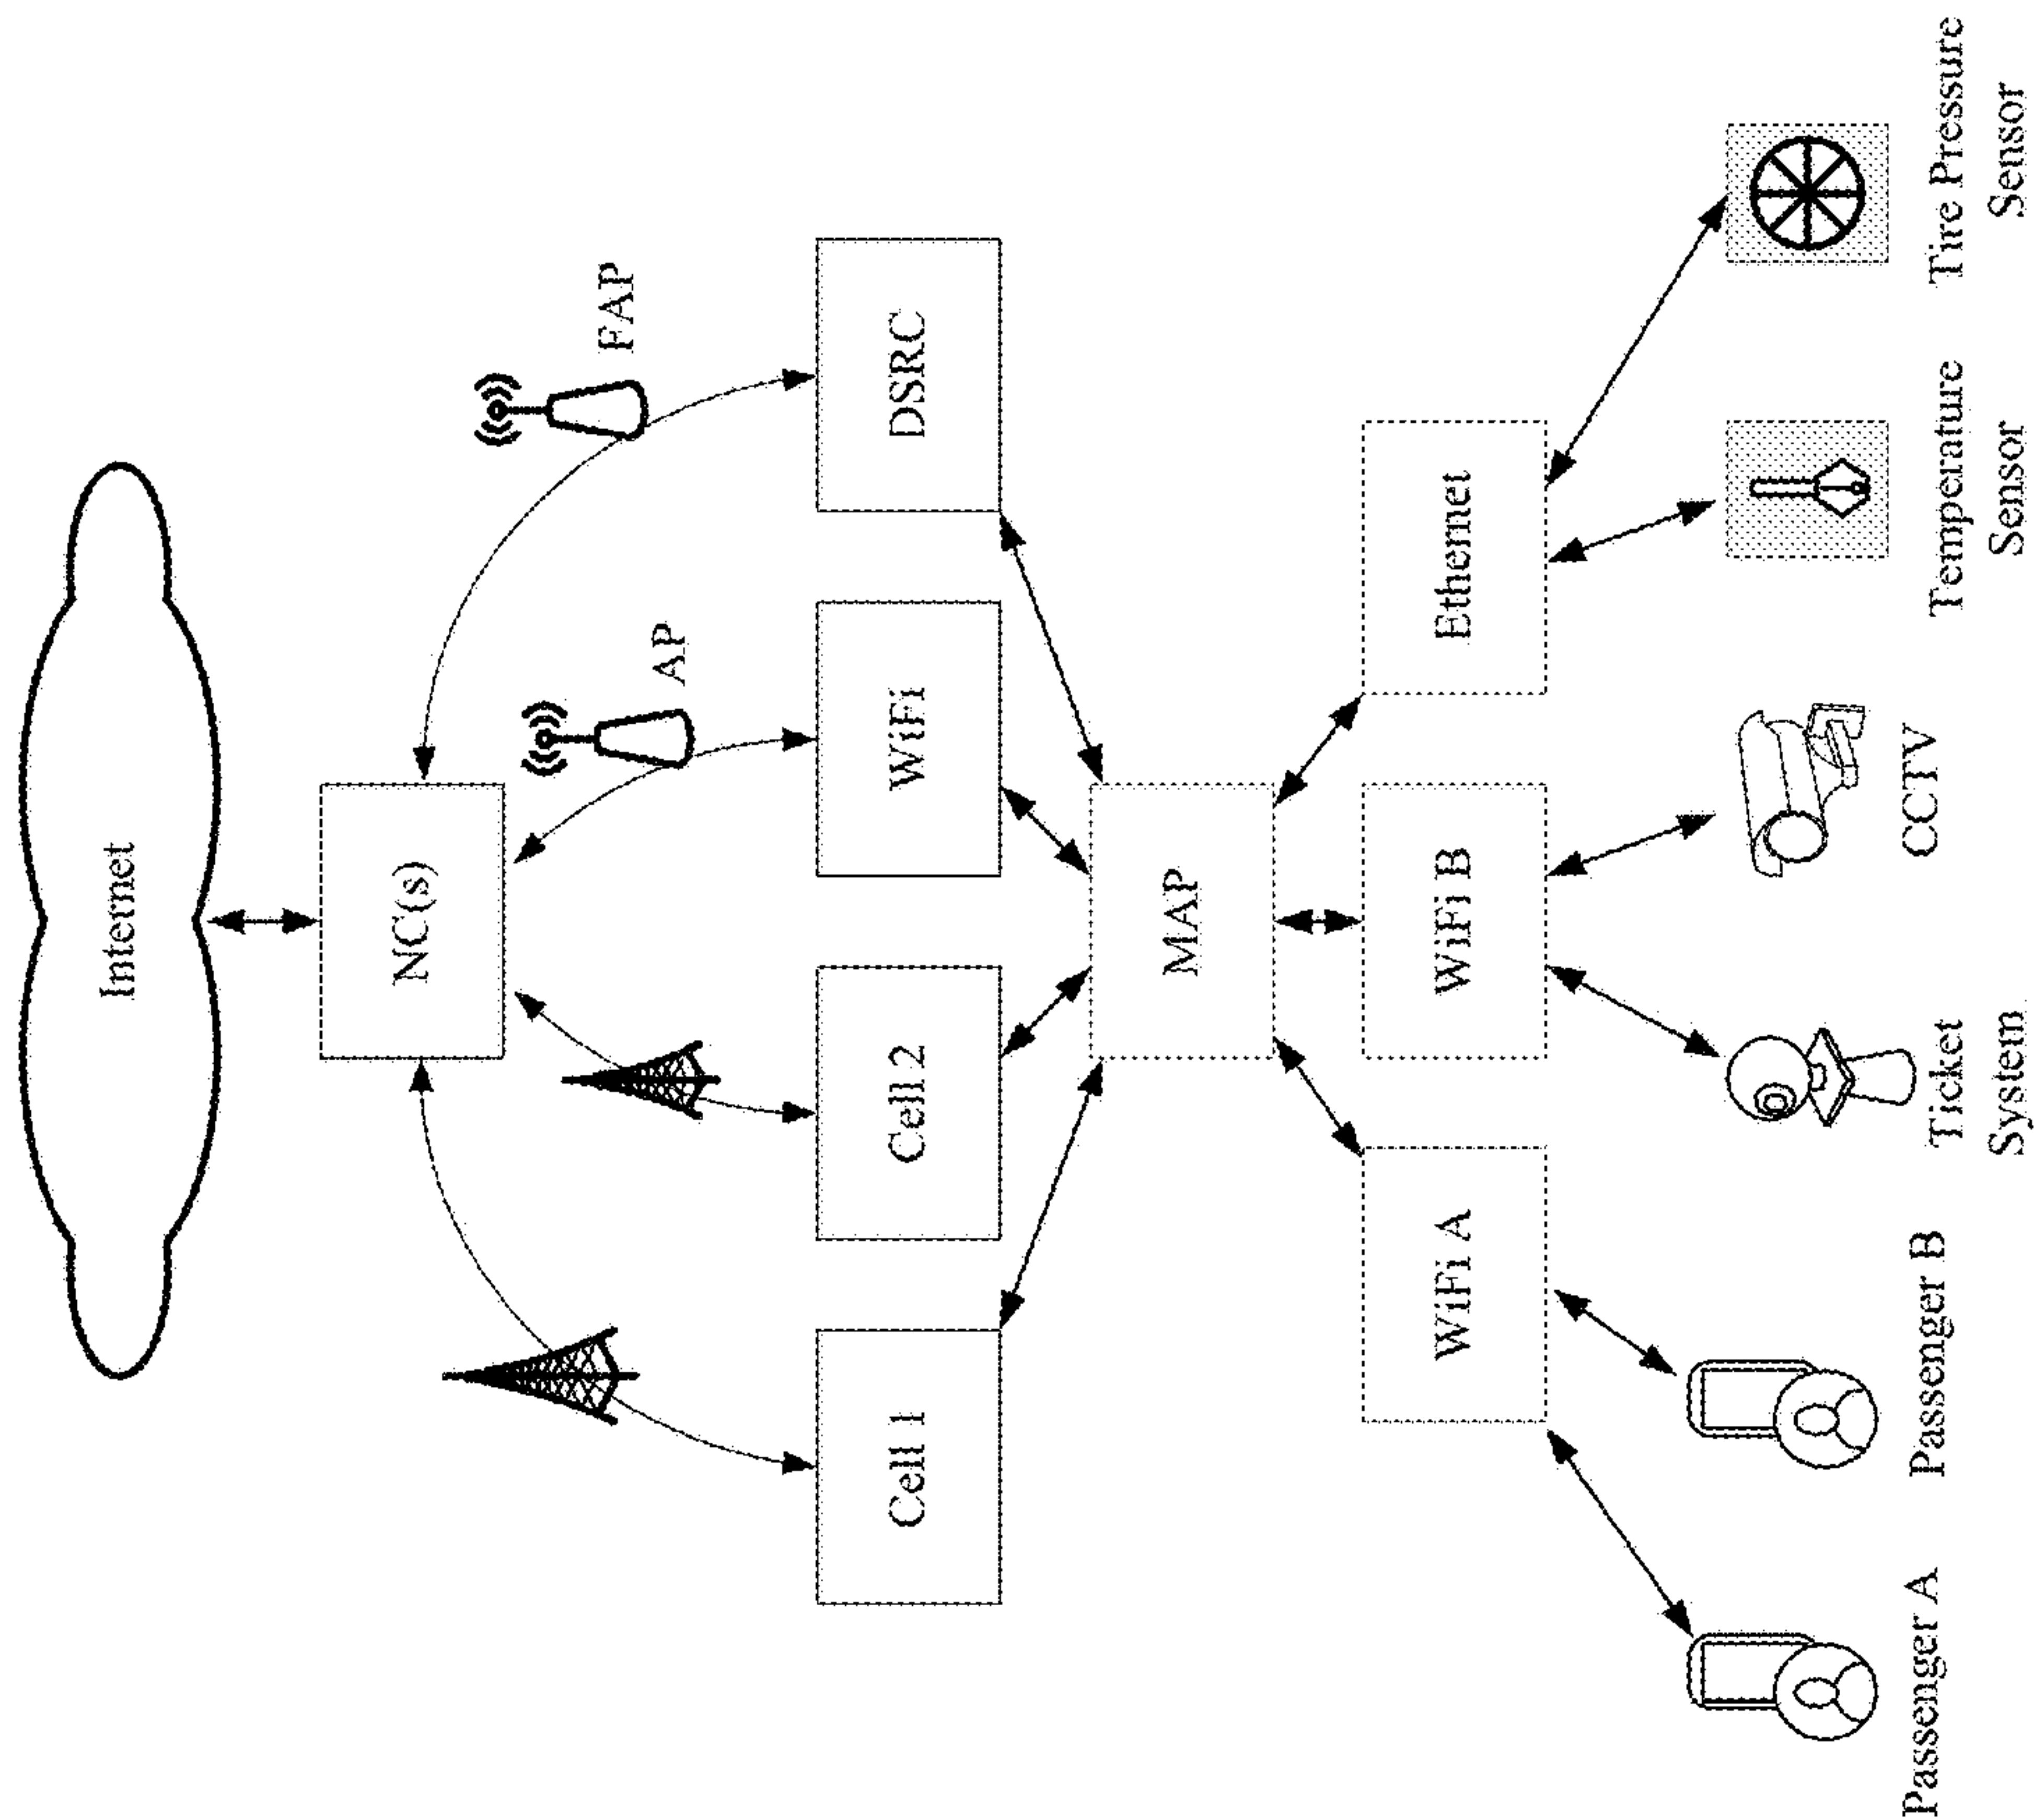 Internet
NC(s)
FAP
AP
Cell 1
Cell 2
WiFi
DSRC
MAP
WiFi A
WiFi B
Ethernet
Passenger A
Passenger B
Ticket
System
CCTV
Temperature
Sensor
Tire Pressure
Sensor